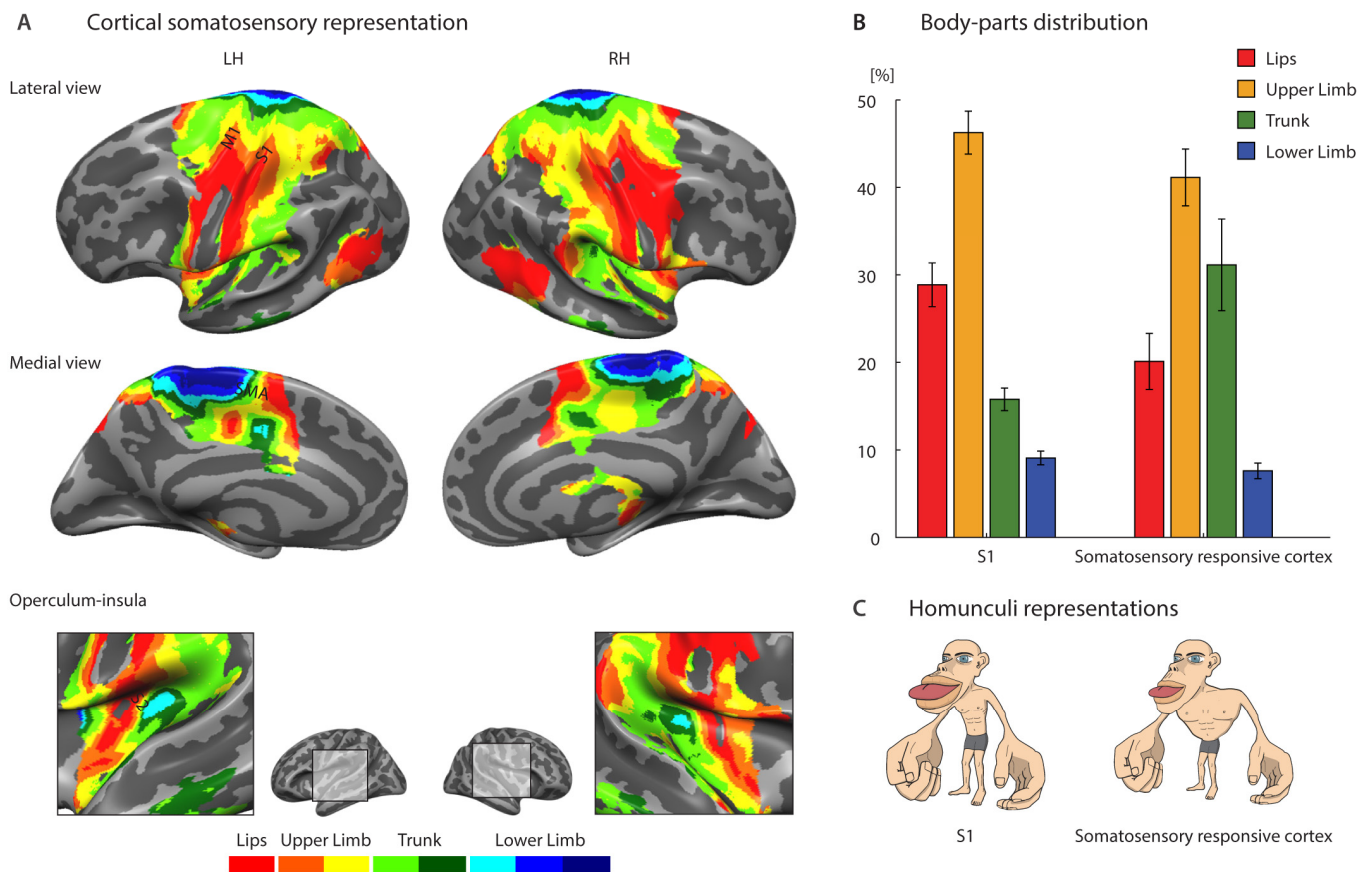 A Cortical somatosensory representation
LH RH
Lateral view
M1
S1
Medial view
SMA
Operculum-insula
S2
Lips Upper Limb Trunk Lower Limb
B Body-parts distribution
Lips
Upper Limb
Trunk
Lower Limb
[%]
50
40
30
20
10
0
S1 Somatosensory responsive cortex
C Homunculi representations
S1 Somatosensory responsive cortex